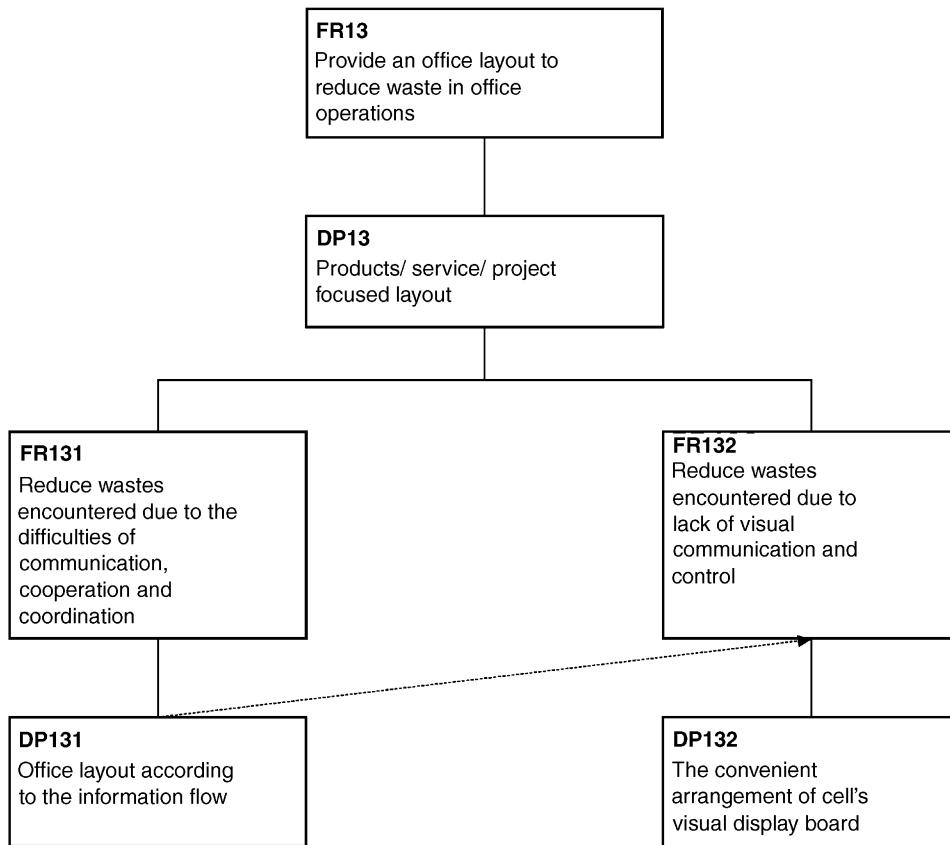 FR13
Provide an office layout to
reduce waste in office
operations
DP13
Products/ service/ project
focused layout
FR131
Reduce wastes
encountered due to the
difficulties of
communication,
cooperation and
coordination
FR132
Reduce wastes
encountered due to
lack of visual
communication and
control
DP131
Office layout according
to the information flow
DP132
The convenient
arrangement of cell's
visual display board